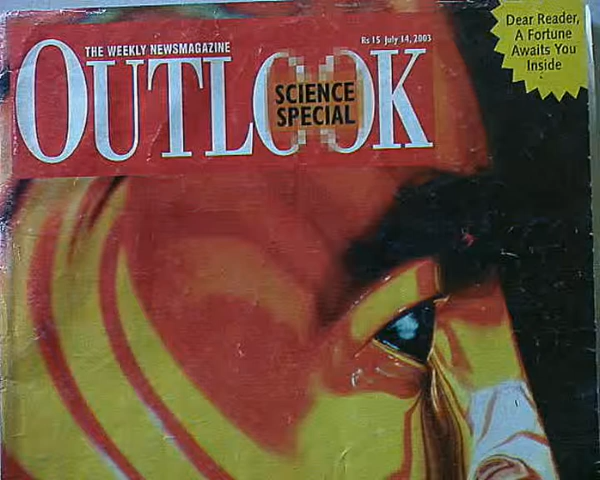 THE WEEKLY NEWSMAGAZINE
Rs 15 July 14, 2003
OUTLOOK
SCIENCE
SPECIAL
Dear Reader,
A Fortune
Awaits You
Inside